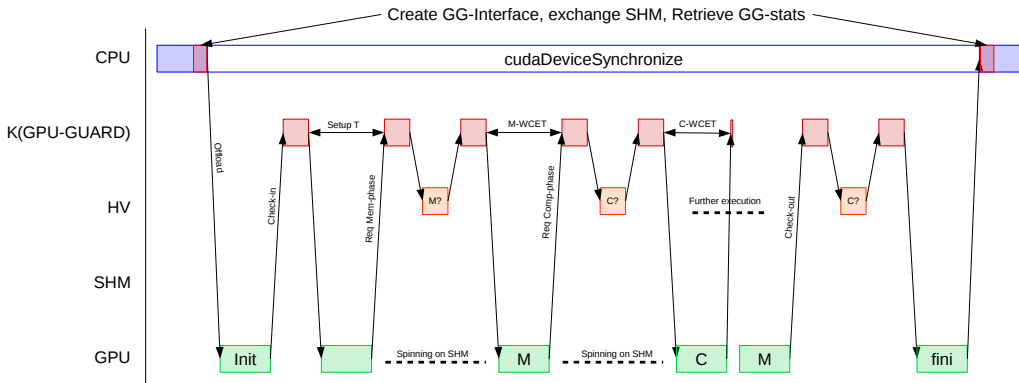 Create GG-Interface, exchange SHM, Retrieve GG-stats
CPU
cudaDeviceSynchronize
K(GPU-GUARD)
Setup T
M-WCET
C-WCET
Offload
Check-in
Req Mem-phase
Req Comp-phase
Check-out
HV
M?
C?
Further execution
C?
SHM
GPU
Init
Spinning on SHM
M
Spinning on SHM
C
M
fini